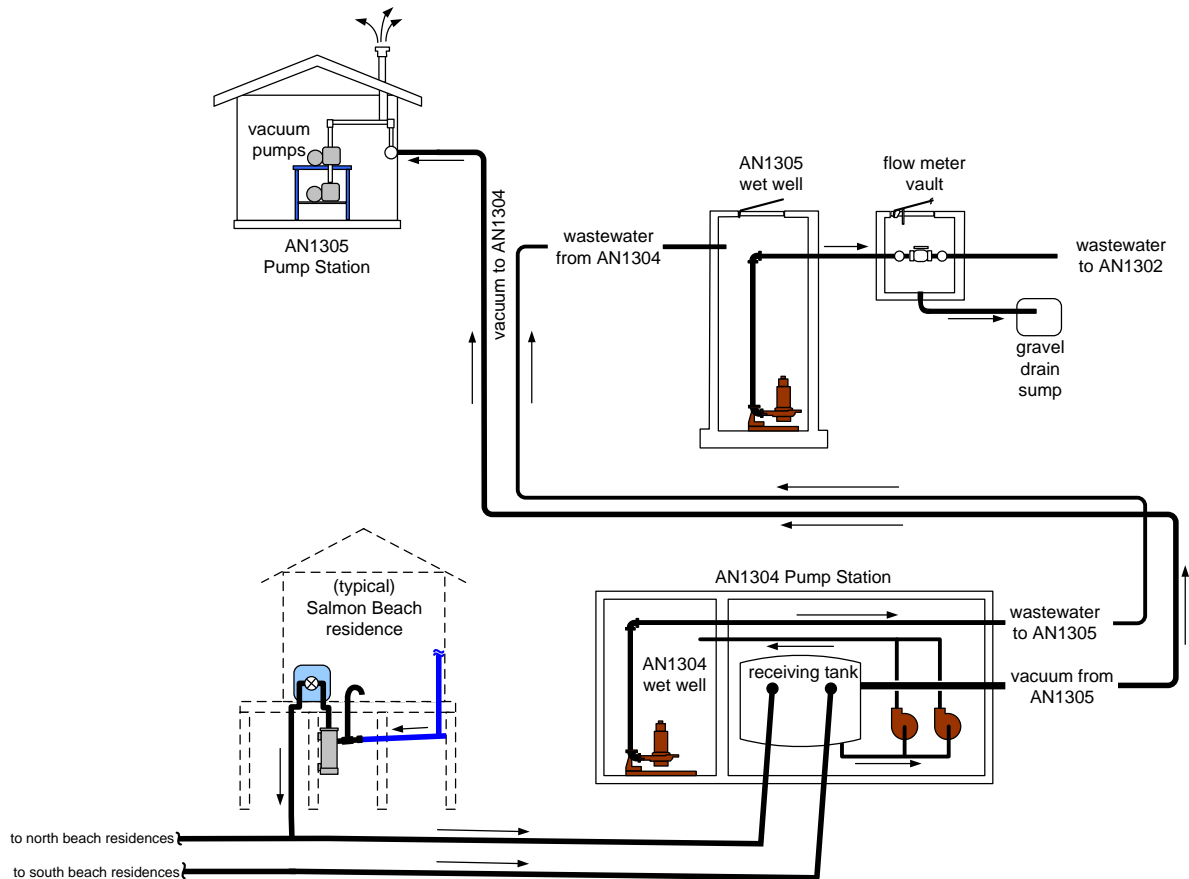 vacuum
pumps
AN1305
Pump Station
vacuum to AN1304
wastewater
from AN1304
AN1305
wet well
flow meter
vault
wastewater
to AN1302
gravel
drain
sump
(typical)
Salmon Beach
residence
AN1304 Pump Station
AN1304
wet well
receiving tank
wastewater
to AN1305
vacuum from
AN1305
to north beach residences
to south beach residences